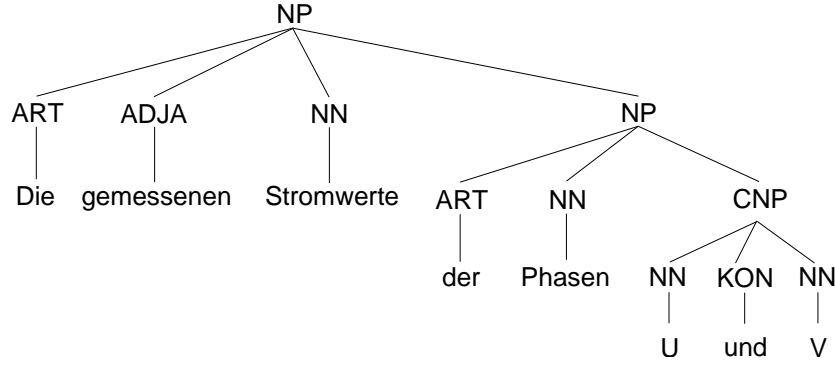 NP
ART ADJA NN NP
Die gemessenen Stromwerte ART NN CNP
der Phasen NN KON NN
U und V